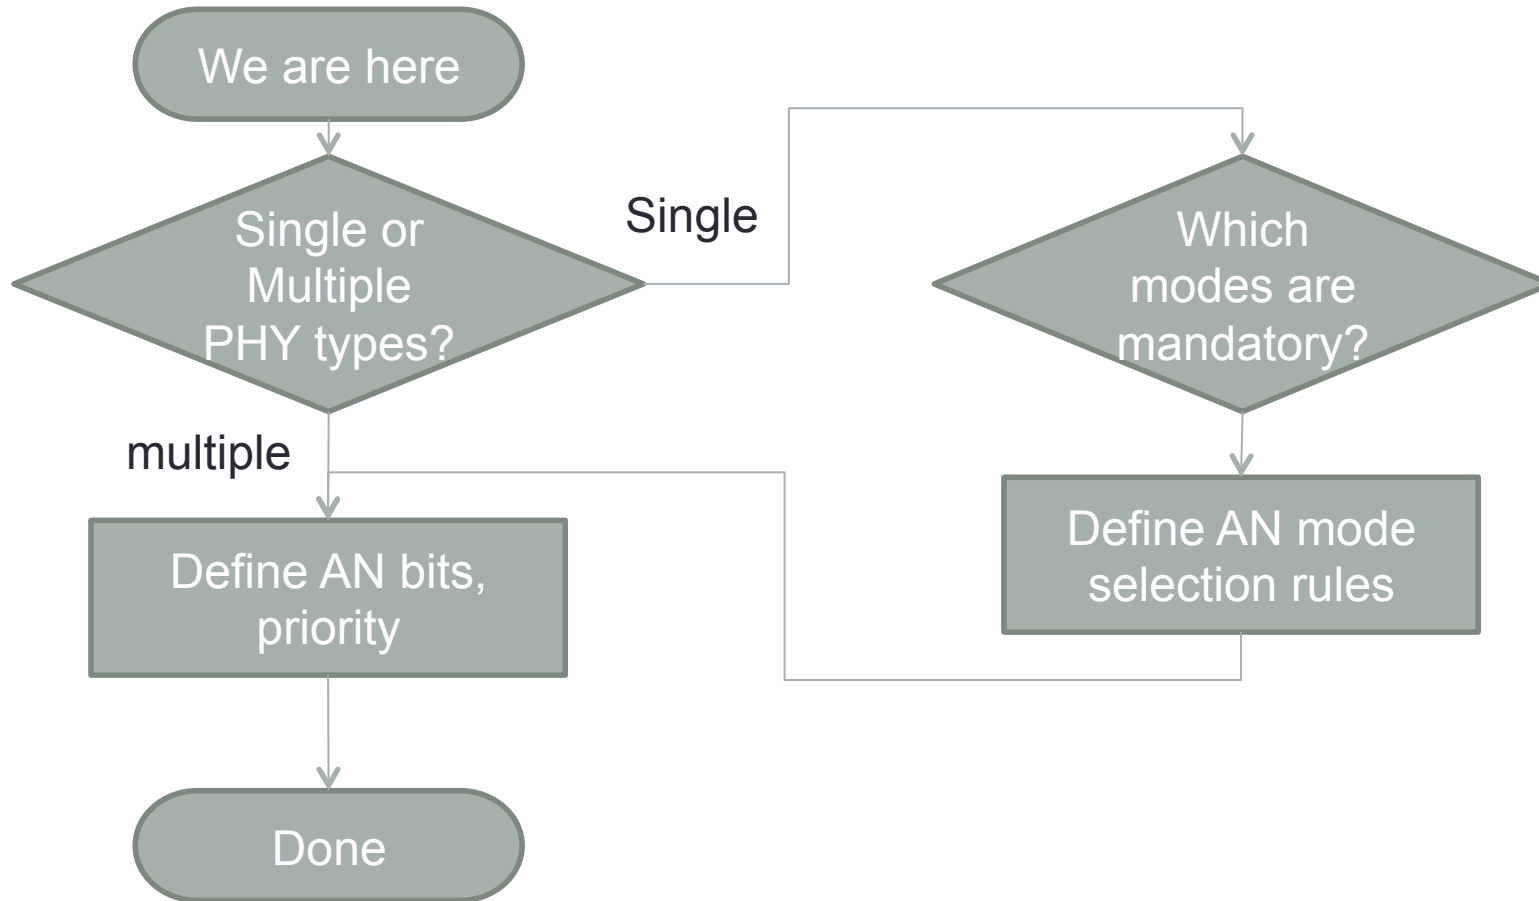 We are here
Single or
Multiple
PHY types?
Single
Which
modes are
mandatory?
multiple
Define AN bits,
priority
Define AN mode
selection rules
Done